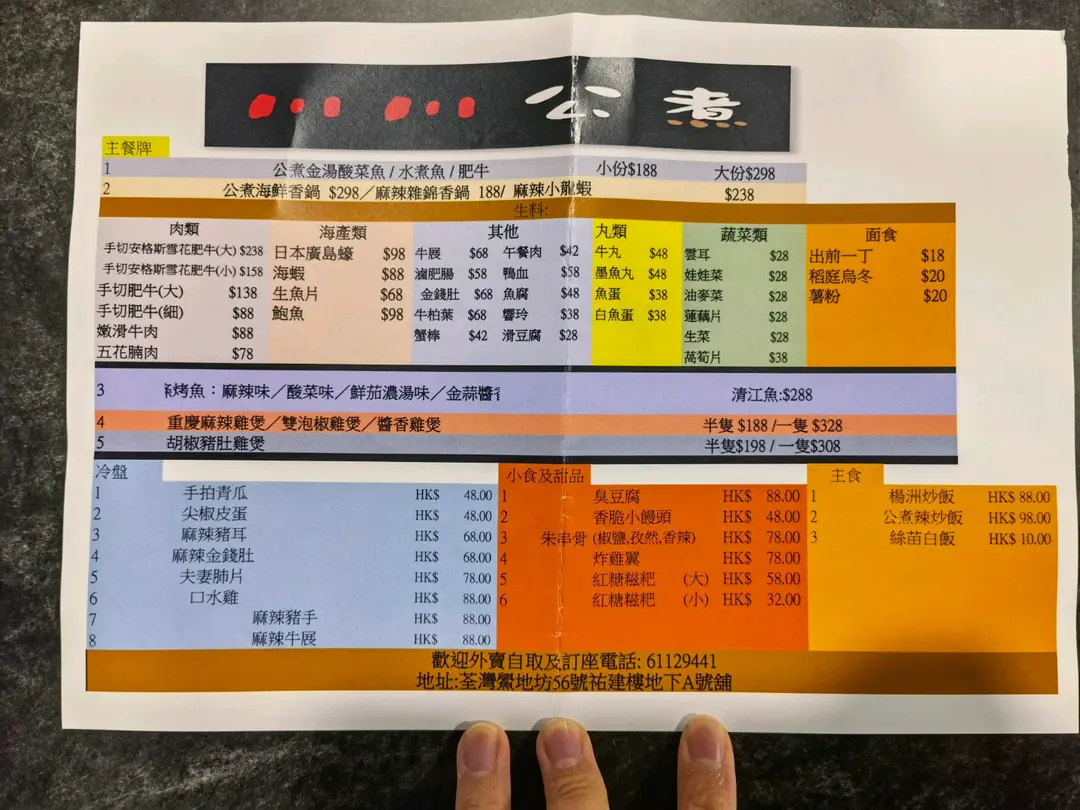 川川公煮
主餐牌
1 公煮金湯酸菜魚 / 水煮魚 / 肥牛 小份$188 大份$298
2 公煮海鮮香鍋 $298／麻辣雜錦香鍋 188/ 麻辣小龍蝦 $238
生料:
肉類
手切安格斯雪花肥牛(大) $238
手切安格斯雪花肥牛(小) $158
手切肥牛(大) $138
手切肥牛(細) $88
嫩滑牛肉 $88
五花腩肉 $78
海產類
日本廣島蠔 $98
海蝦 $88
生魚片 $68
鮑魚 $98
其他
牛展 $68 午餐肉 $42
滷肥腸 $58 鴨血 $58
金錢肚 $68 魚腐 $48
牛柏葉 $68 響玲 $38
蟹棒 $42 滑豆腐 $28
丸類
牛丸 $48
墨魚丸 $48
魚蛋 $38
白魚蛋 $38
蔬菜類
雲耳 $28
娃娃菜 $28
油麥菜 $28
蓮藕片 $28
生菜 $28
萵筍片 $38
面食
出前一丁 $18
稻庭烏冬 $20
薯粉 $20
3 烤魚：麻辣味／酸菜味／鮮茄濃湯味／金蒜醬 清江魚:$288
4 重慶麻辣雞煲／雙泡椒雞煲／醬香雞煲 半隻 $188 /一隻 $328
5 胡椒豬肚雞煲 半隻$198 / 一隻$308
冷盤
1 手拍青瓜 HK$ 48.00
2 尖椒皮蛋 HK$ 48.00
3 麻辣豬耳 HK$ 68.00
4 麻辣金錢肚 HK$ 68.00
5 夫妻肺片 HK$ 78.00
6 口水雞 HK$ 88.00
7 麻辣豬手 HK$ 88.00
8 麻辣牛展 HK$ 88.00
小食及甜品
1 臭豆腐 HK$ 88.00
2 香脆小饅頭 HK$ 48.00
3 朱串骨 (椒鹽,孜然,香辣) HK$ 78.00
4 炸雞翼 HK$ 78.00
5 紅糖糍粑 (大) HK$ 58.00
6 紅糖糍粑 (小) HK$ 32.00
主食
1 楊洲炒飯 HK$ 88.00
2 公煮辣炒飯 HK$ 98.00
3 絲苗白飯 HK$ 10.00
歡迎外賣自取及訂座電話: 61129441
地址:荃灣鱟地坊56號祐建樓地下A號舖